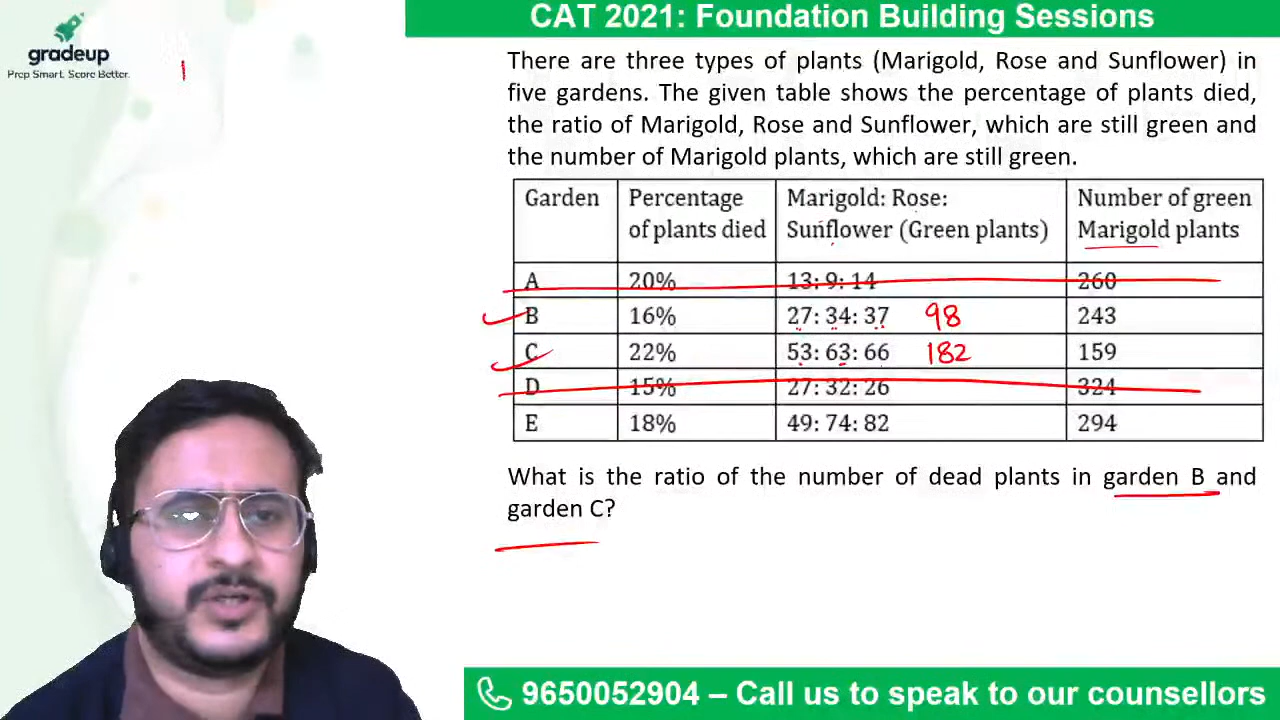 CAT 2021: Foundation Building Sessions
gradeup
Prep Smart. Score Better.
There are three types of plants (Marigold, Rose and Sunflower) in
five gardens. The given table shows the percentage of plants died,
the ratio of Marigold, Rose and Sunflower, which are still green and
the number of Marigold plants, which are still green.
Garden Percentage of plants died Marigold: Rose: Sunflower (Green plants) Number of green Marigold plants
A 20% 13: 9: 14 260
B 16% 27: 34: 37 98 243
C 22% 53: 63: 66 182 159
D 15% 27: 32: 26 324
E 18% 49: 74: 82 294
What is the ratio of the number of dead plants in garden B and
garden C?
9650052904 – Call us to speak to our counsellors